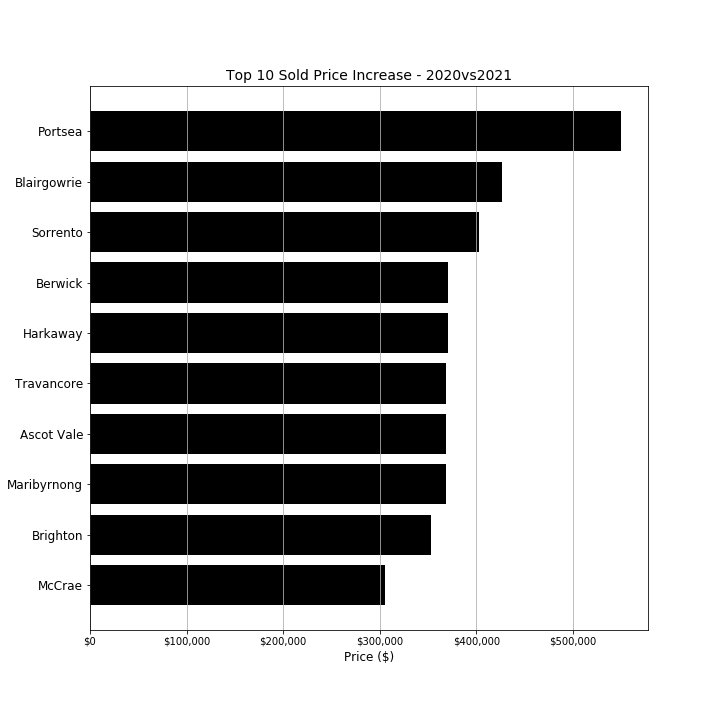 Top 10 Sold Price Increase - 2020vs2021
Portsea
Blairgowrie
Sorrento
Berwick
Harkaway
Travancore
Ascot Vale
Maribyrnong
Brighton
McCrae
$0 $100,000 $200,000 $300,000 $400,000 $500,000
Price ($)